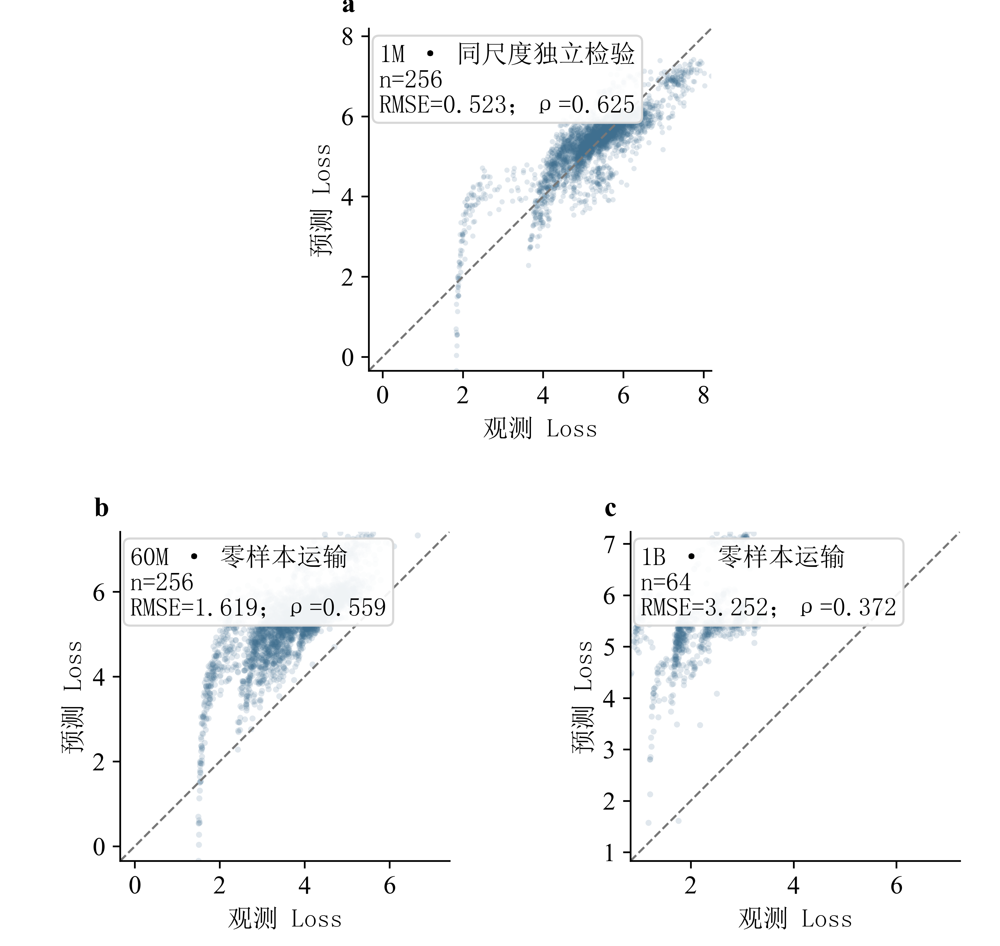 a
8
6
4
2
0
1M • 同尺度独立检验
n=256
RMSE=0.523; ρ=0.625
预测 Loss
0 2 4 6 8
观测 Loss
b
6
4
2
0
60M • 零样本运输
n=256
RMSE=1.619; ρ=0.559
预测 Loss
0 2 4 6
观测 Loss
c
7
6
5
4
3
2
1
1B • 零样本运输
n=64
RMSE=3.252; ρ=0.372
预测 Loss
2 4 6
观测 Loss